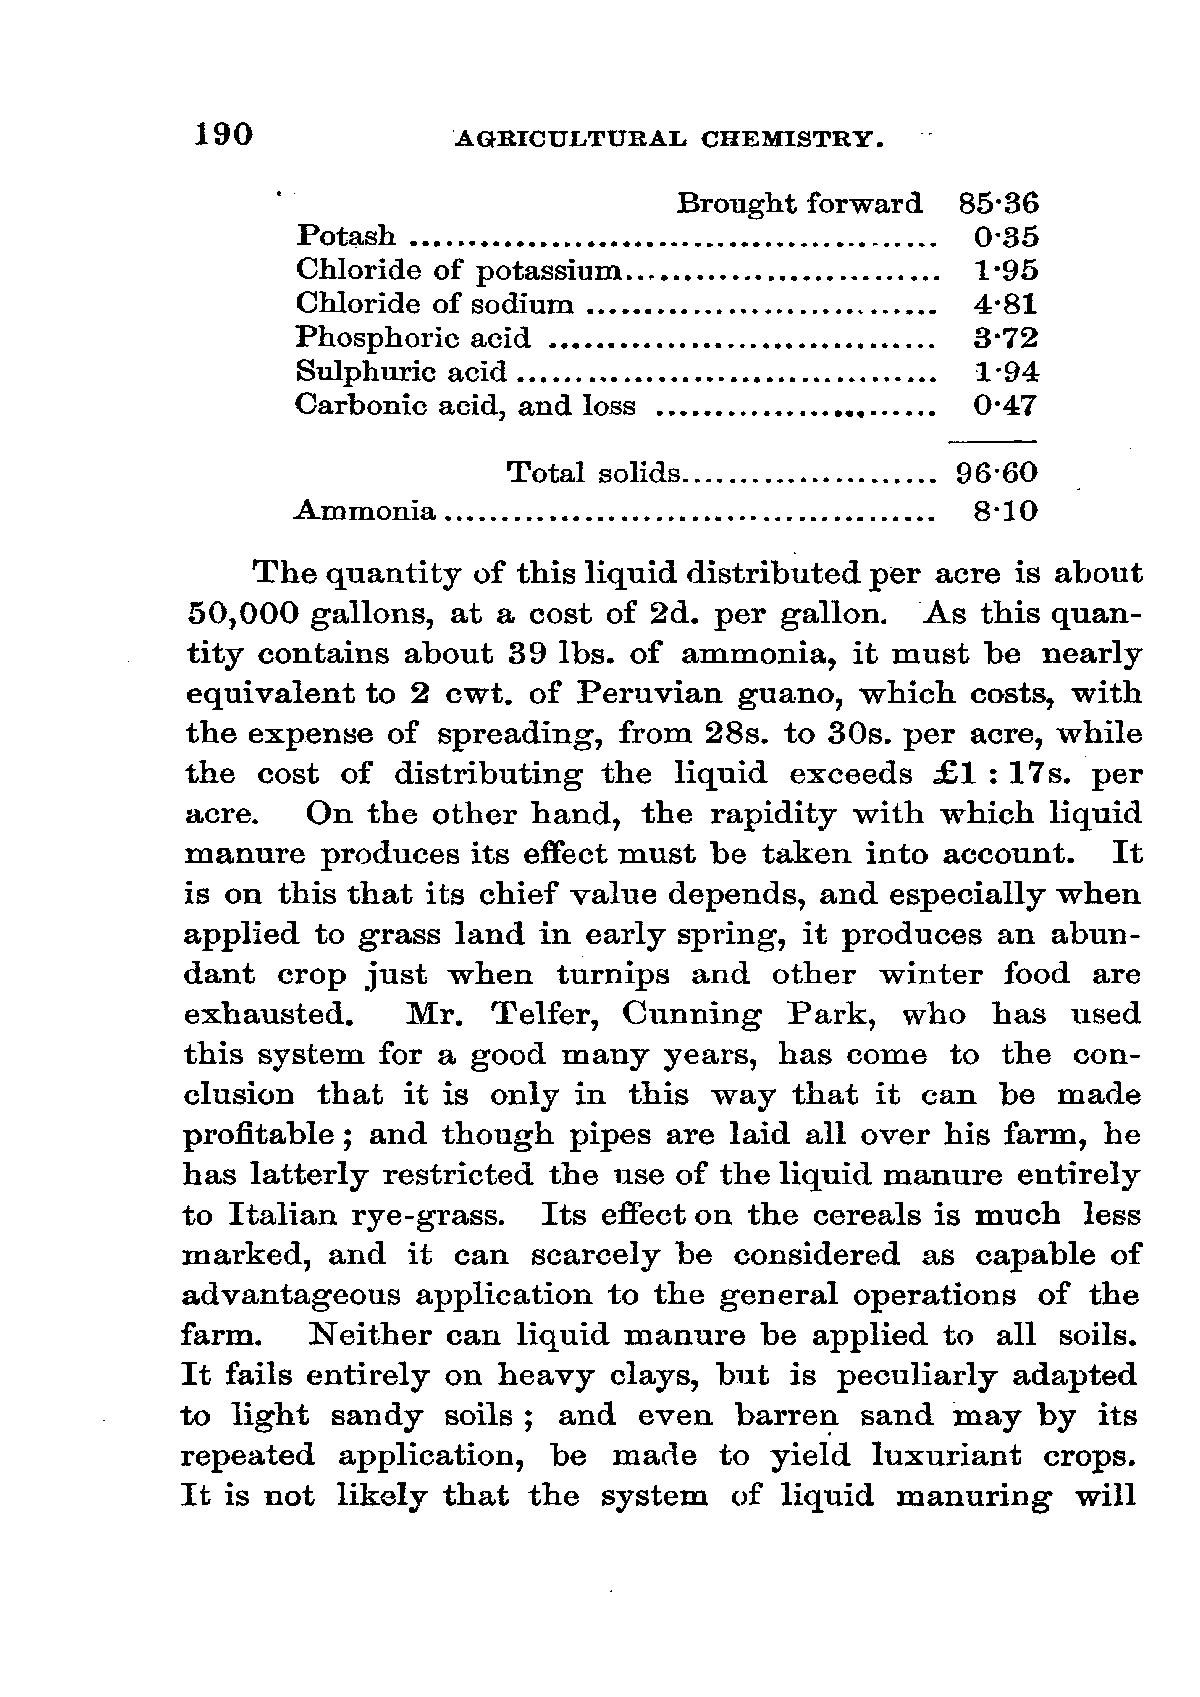 190 AGRICULTURAL CHEMISTRY.
Brought forward 85·36
Potash ............................................. 0·35
Chloride of potassium........................... 1·95
Chloride of sodium .............................. 4·81
Phosphoric acid ................................. 3·72
Sulphuric acid .................................... 1·94
Carbonic acid, and loss ........................ 0·47
Total solids...................... 96·60
Ammonia .......................................... 8·10
The quantity of this liquid distributed per acre is about
50,000 gallons, at a cost of 2d. per gallon. As this quan-
tity contains about 39 lbs. of ammonia, it must be nearly
equivalent to 2 cwt. of Peruvian guano, which costs, with
the expense of spreading, from 28s. to 30s. per acre, while
the cost of distributing the liquid exceeds £1 : 17s. per
acre. On the other hand, the rapidity with which liquid
manure produces its effect must be taken into account. It
is on this that its chief value depends, and especially when
applied to grass land in early spring, it produces an abun-
dant crop just when turnips and other winter food are
exhausted. Mr. Telfer, Cunning Park, who has used
this system for a good many years, has come to the con-
clusion that it is only in this way that it can be made
profitable ; and though pipes are laid all over his farm, he
has latterly restricted the use of the liquid manure entirely
to Italian rye-grass. Its effect on the cereals is much less
marked, and it can scarcely be considered as capable of
advantageous application to the general operations of the
farm. Neither can liquid manure be applied to all soils.
It fails entirely on heavy clays, but is peculiarly adapted
to light sandy soils ; and even barren sand may by its
repeated application, be made to yield luxuriant crops.
It is not likely that the system of liquid manuring will